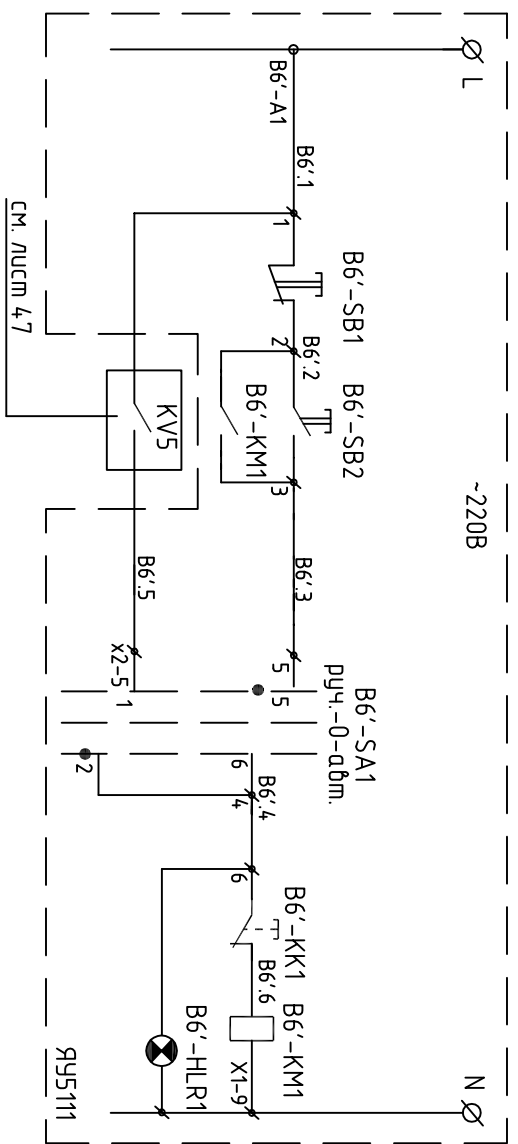 L
~220В
N
В6'-А1
В6'.1
1
В6'-SB1
2
В6'.2
В6'-SB2
В6'-КМ1
3
В6'.3
5
5
В6'-SA1
руч.-0-авт.
6
В6'.4
4
6
В6'-КК1
В6'.6
В6'-КМ1
Х1-9
В6'-HLR1
KV5
В6'.5
х2-5
1
2
см. лист 47
ЯУ5111